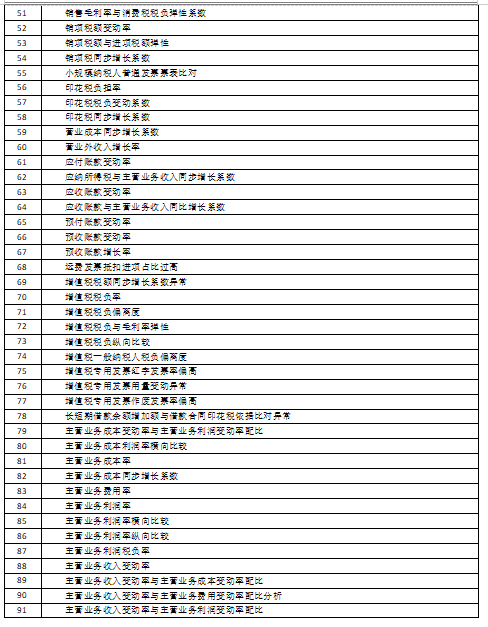 51 销售毛利率与消费税税负弹性系数
52 销项税额变动率
53 销项税额与进项税额弹性
54 销项税同步增长系数
55 小规模纳税人普通发票票表比对
56 印花税负担率
57 印花税税负变动系数
58 印花税同步增长系数
59 营业成本同步增长系数
60 营业外收入增长率
61 应付账款变动率
62 应纳所得税与主营业务收入同步增长系数
63 应收账款变动率
64 应收账款与主营业务收入同比增长系数
65 预付账款变动率
66 预收账款变动率
67 预收账款增长率
68 运费发票抵扣进项占比过高
69 增值税税额同步增长系数异常
70 增值税税负率
71 增值税税负偏离度
72 增值税税负与毛利率弹性
73 增值税税负纵向比较
74 增值税一般纳税人税负偏离度
75 增值税专用发票红字发票率偏高
76 增值税专用发票用量变动异常
77 增值税专用发票作废发票率偏高
78 长短期借款余额增加额与借款合同印花税依据比对异常
79 主营业务成本变动率与主营业务利润变动率配比
80 主营业务成本利润率横向比较
81 主营业务成本率
82 主营业务成本同步增长系数
83 主营业务费用率
84 主营业务利润率
85 主营业务利润率横向比较
86 主营业务利润率纵向比较
87 主营业务利润税负率
88 主营业务收入变动率
89 主营业务收入变动率与主营业务成本变动率配比
90 主营业务收入变动率与主营业务费用变动率配比分析
91 主营业务收入变动率与主营业务利润变动率配比